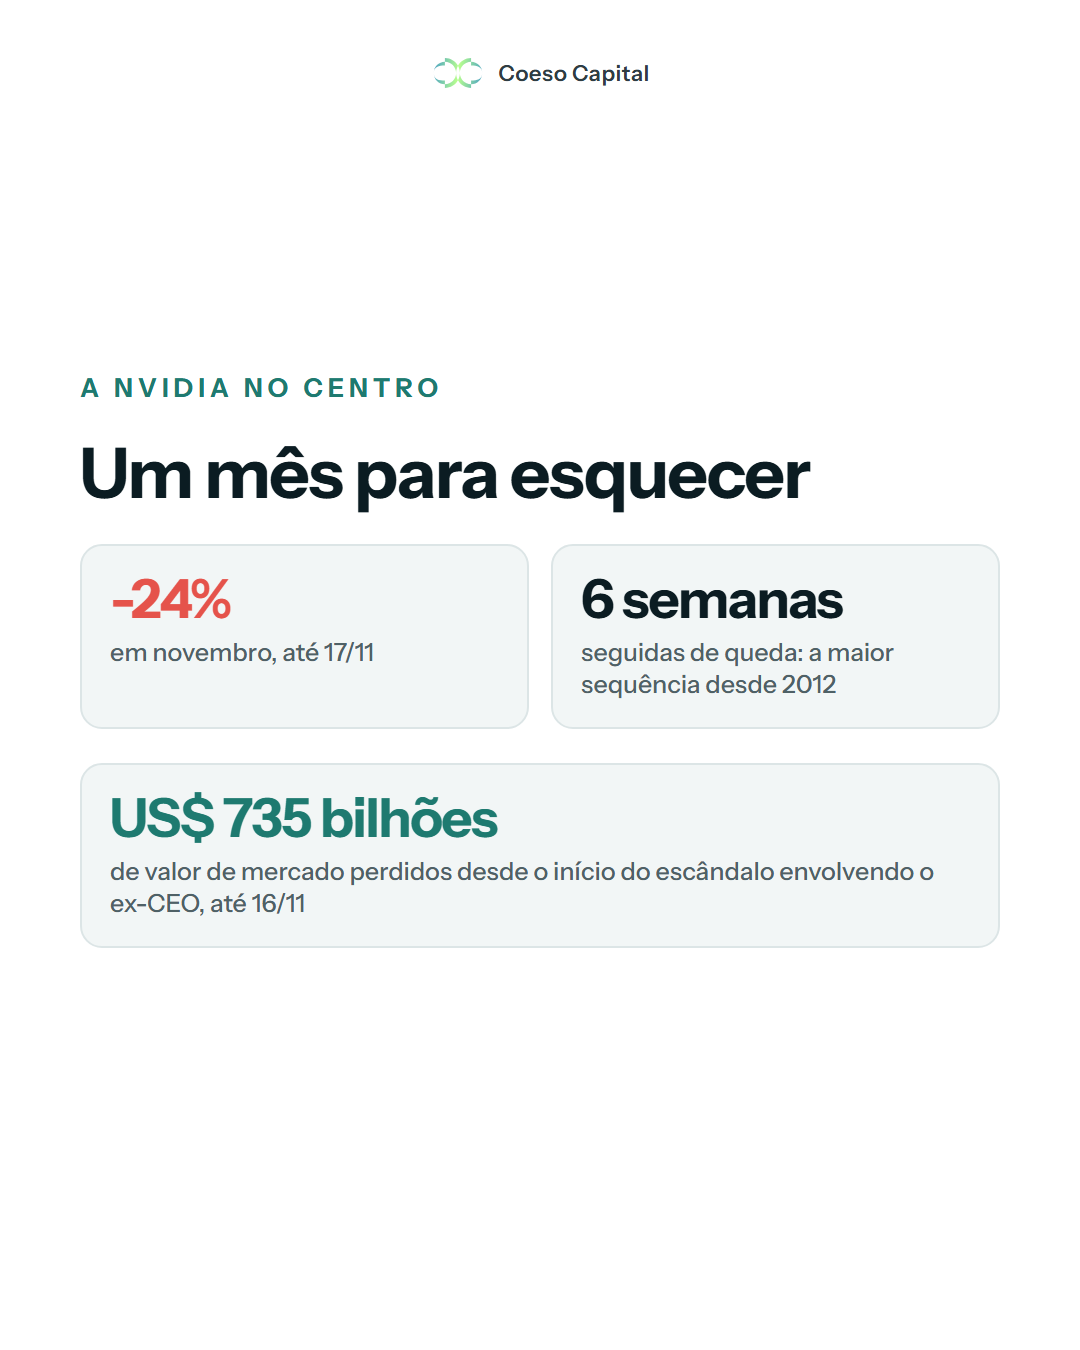 Coeso Capital
A NVIDIA NO CENTRO
Um mês para esquecer
-24%
em novembro, até 17/11
6 semanas
seguidas de queda: a maior
sequência desde 2012
US$ 735 bilhões
de valor de mercado perdidos desde o início do escândalo envolvendo o
ex-CEO, até 16/11